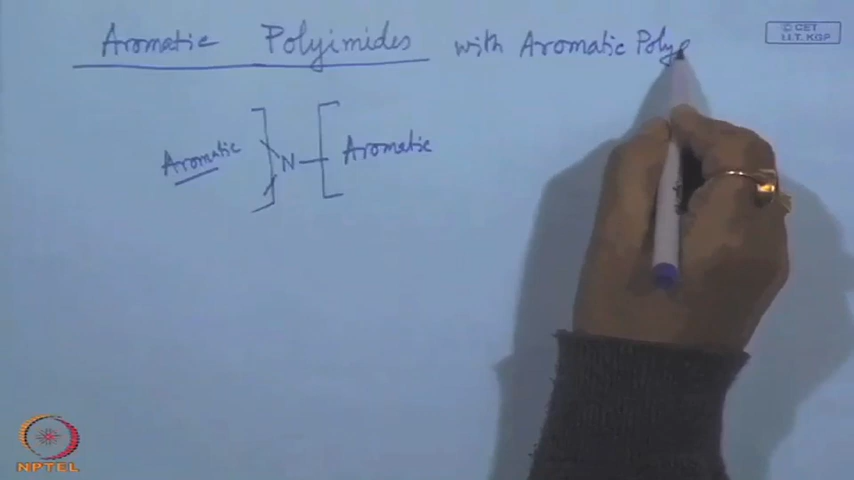 Aromatic Polyimides with Aromatic Polye
© CET
I.I.T. KGP
Aromatic N Aromatic
NPTEL